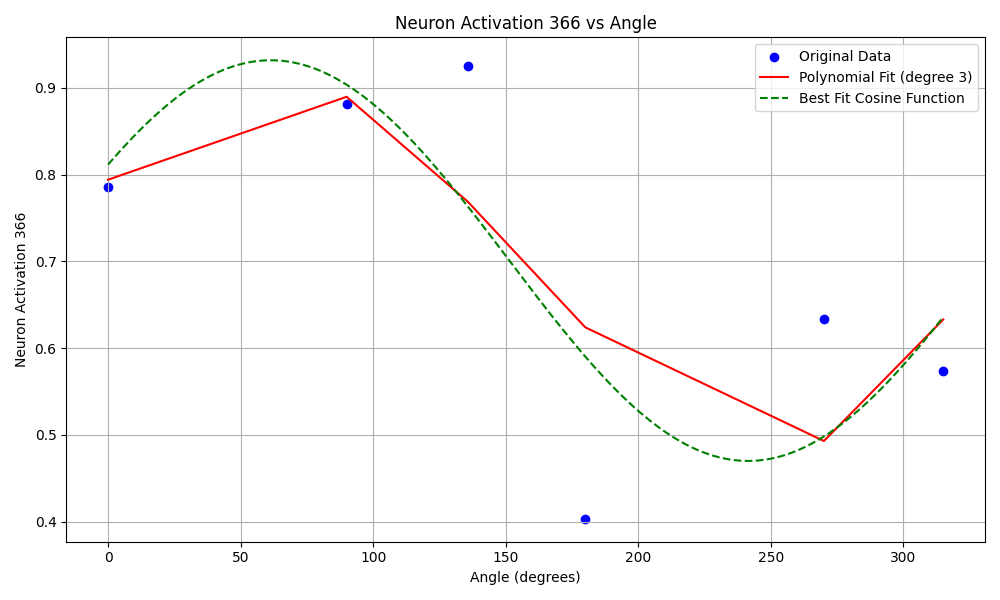 Neuron Activation 366 vs Angle
Original Data
Polynomial Fit (degree 3)
Best Fit Cosine Function
Neuron Activation 366
0.9
0.8
0.7
0.6
0.5
0.4
0
50
100
150
200
250
300
Angle (degrees)